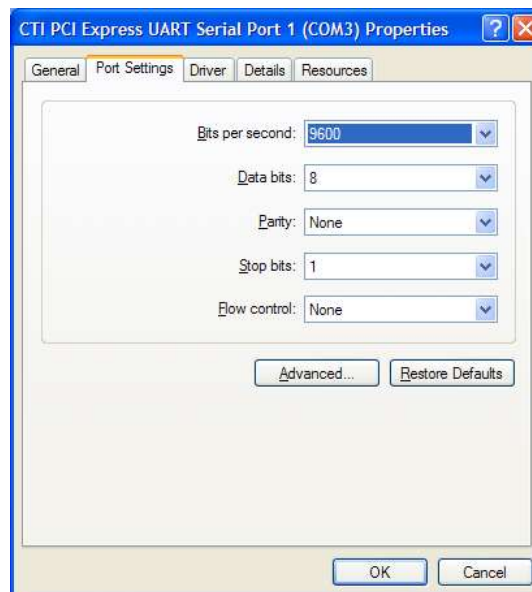 CTI PCI Express UART Serial Port 1 (COM3) Properties ?
General Port Settings Driver Details Resources
Bits per second: 9600
Data bits: 8
Parity: None
Stop bits: 1
Flow control: None
Advanced... Restore Defaults
OK Cancel